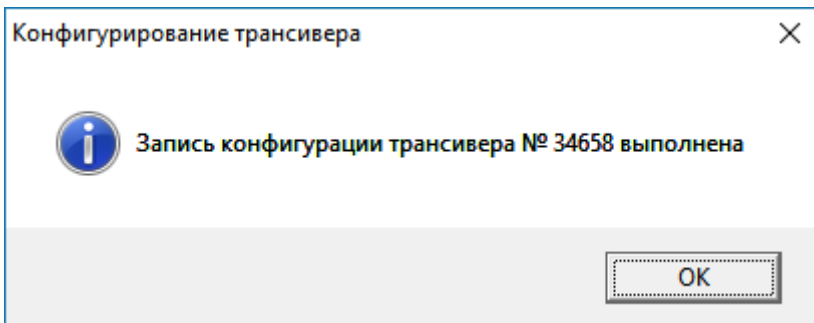 Конфигурирование трансивера
Запись конфигурации трансивера № 34658 выполнена
OK